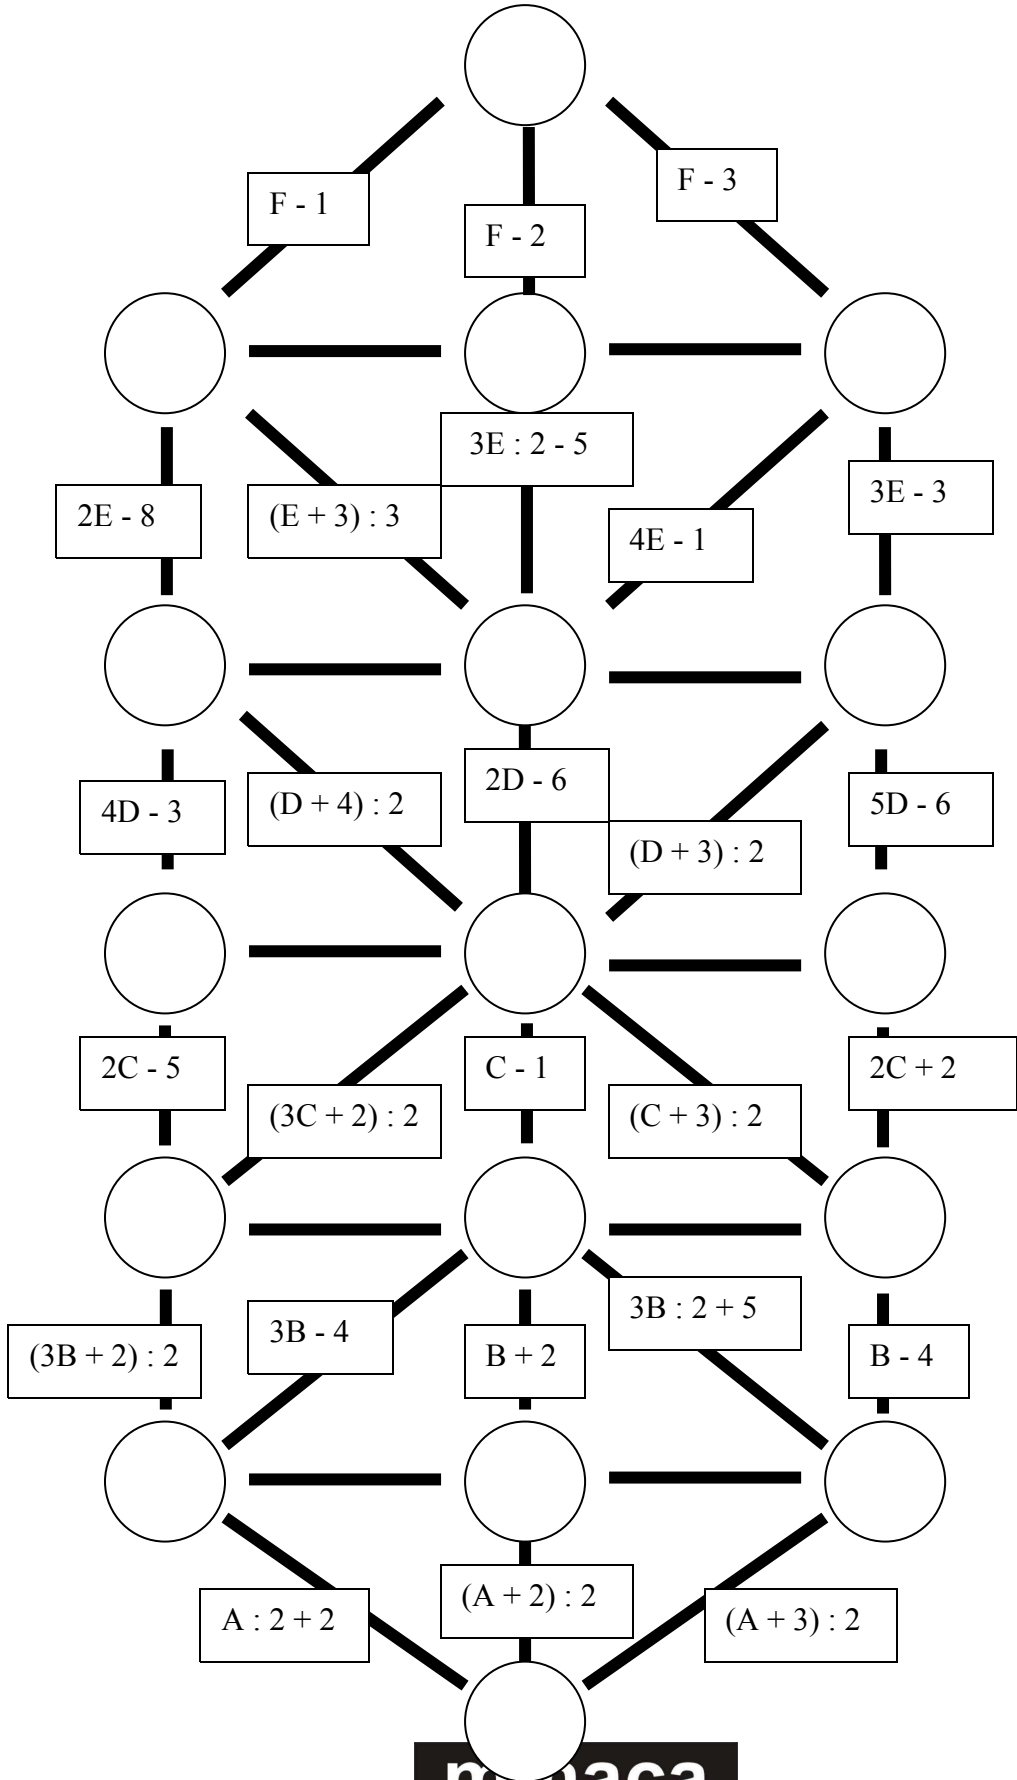 F - 1
F - 2
F - 3
3E : 2 - 5
2E - 8
(E + 3) : 3
4E - 1
3E - 3
4D - 3
(D + 4) : 2
2D - 6
(D + 3) : 2
5D - 6
2C - 5
(3C + 2) : 2
C - 1
(C + 3) : 2
2C + 2
(3B + 2) : 2
3B - 4
B + 2
3B : 2 + 5
B - 4
A : 2 + 2
(A + 2) : 2
(A + 3) : 2